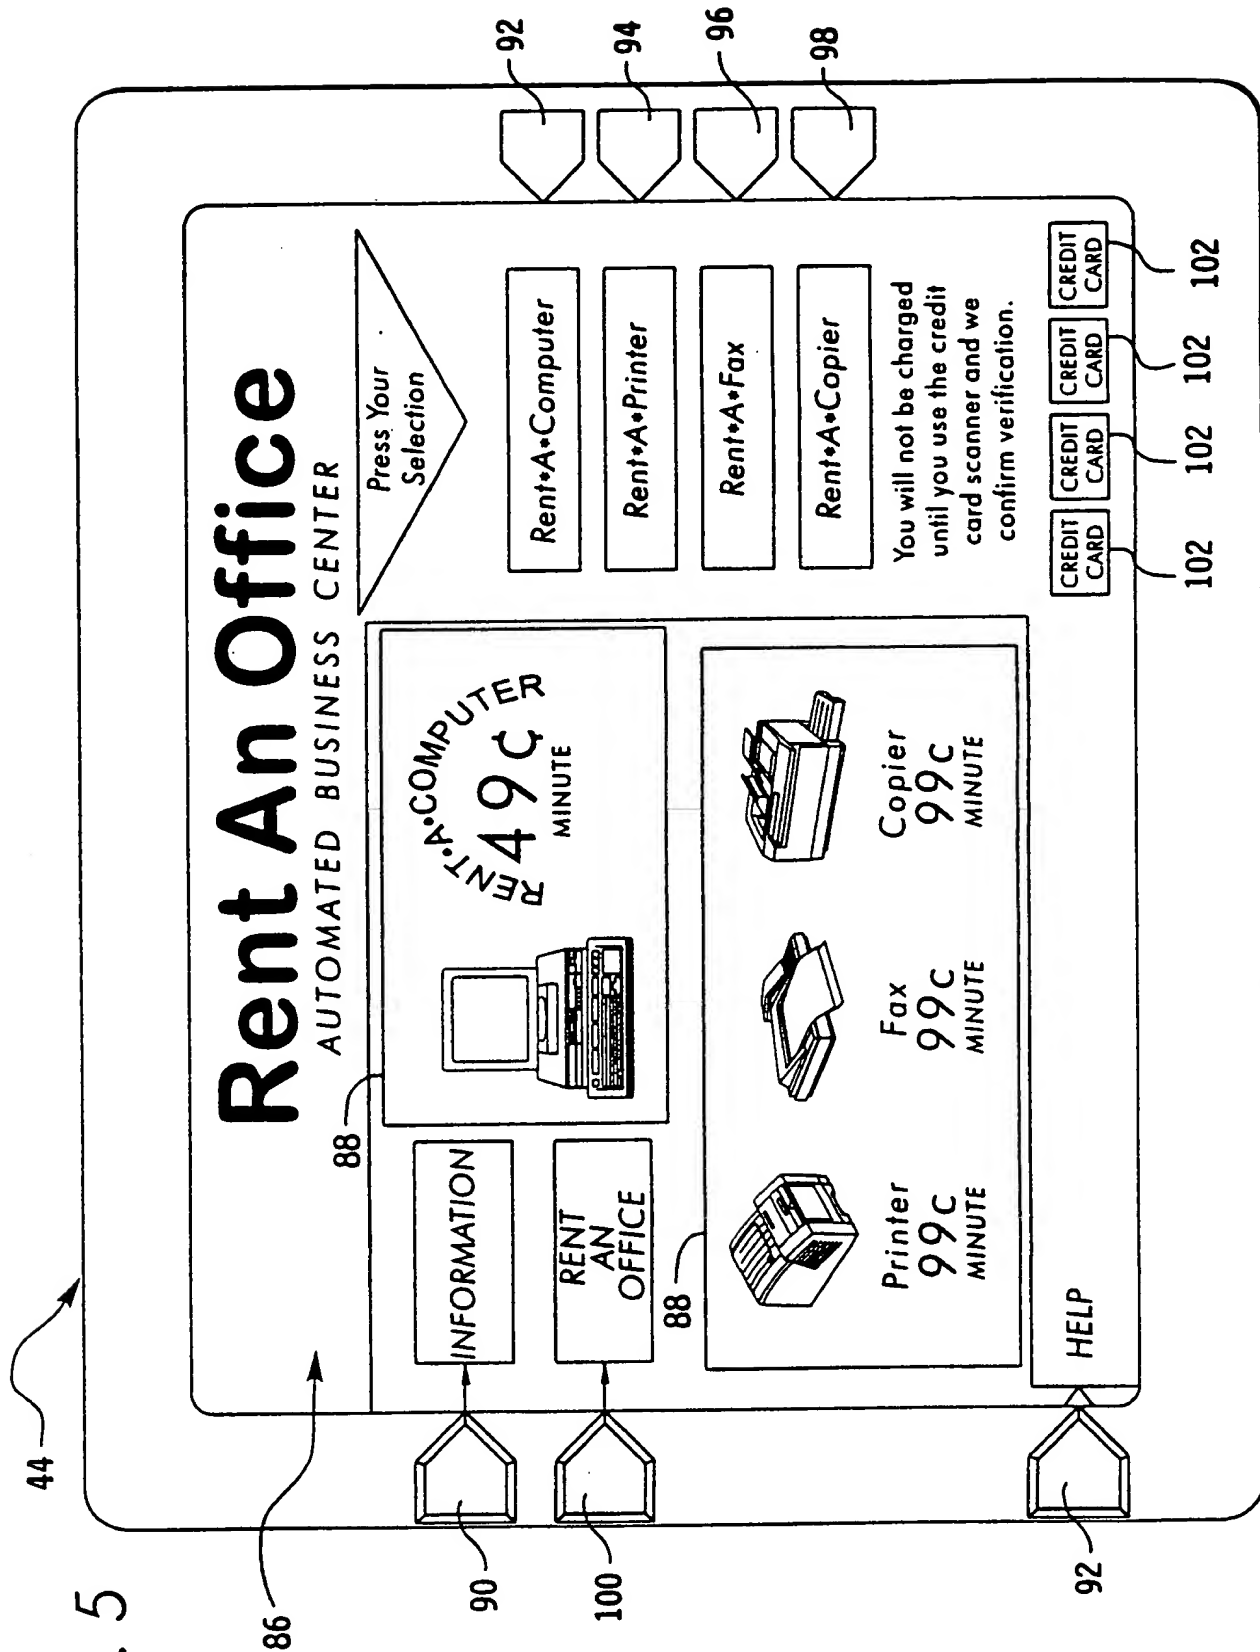 44
86
Rent An Office
AUTOMATED BUSINESS CENTER
88
90
INFORMATION
100
RENT
AN
OFFICE
RENT•A•COMPUTER
49¢
MINUTE
88
Printer
99c
MINUTE
Fax
99c
MINUTE
Copier
99c
MINUTE
92
HELP
Press Your
Selection
Rent•A•Computer
92
Rent•A•Printer
94
Rent•A•Fax
96
Rent•A•Copier
98
You will not be charged
until you use the credit
card scanner and we
confirm verification.
CREDIT
CARD
CREDIT
CARD
CREDIT
CARD
CREDIT
CARD
102
102
102
102
. 5